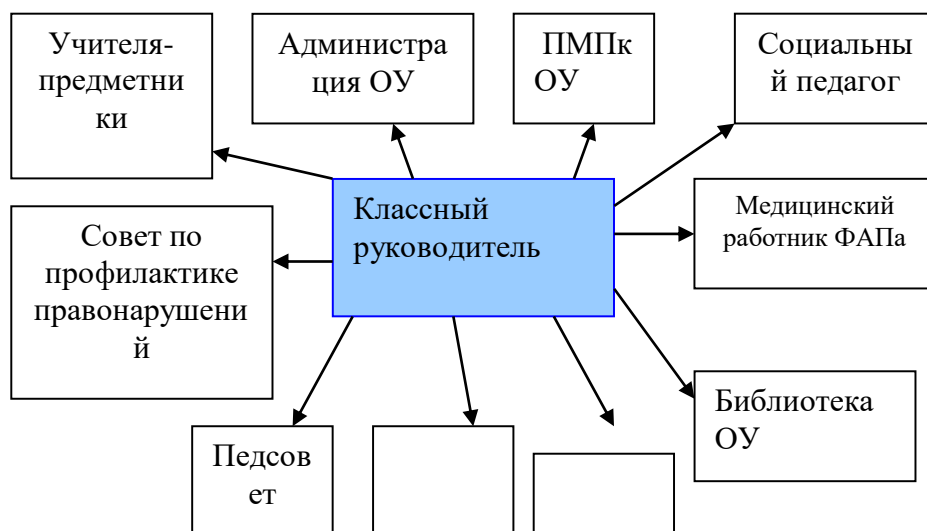 Учителя-
предметни
ки
Администра
ция ОУ
ПМПк
ОУ
Социальны
й педагог
Классный
руководитель
Медицинский
работник ФАПа
Совет по
профилактике
правонарушени
й
Библиотека
ОУ
Педсов
ет